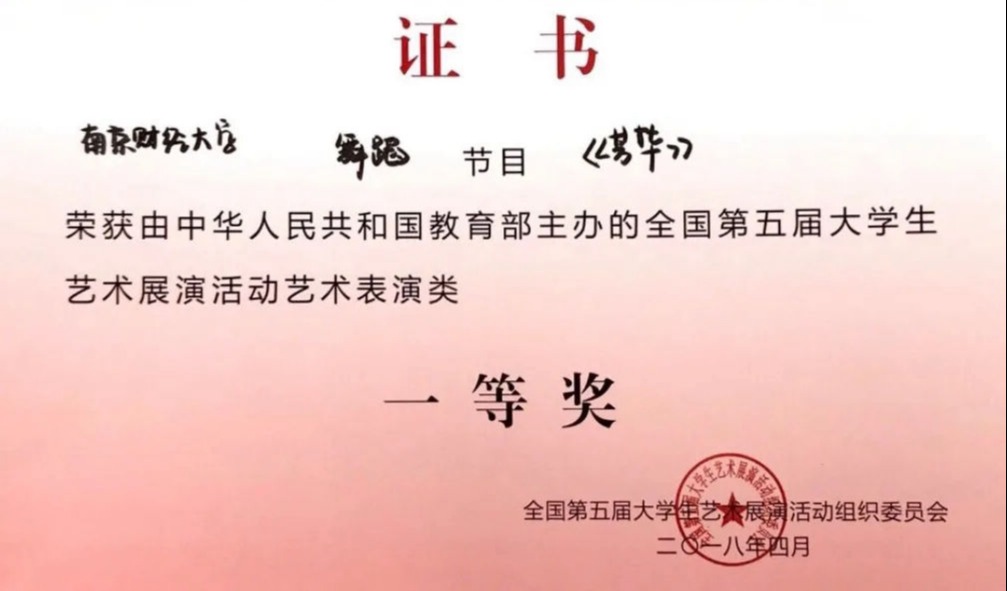 证 书
南京财经大学 舞蹈 节目 《芳华》
荣获由中华人民共和国教育部主办的全国第五届大学生
艺术展演活动艺术表演类
一 等 奖
全国第五届大学生艺术展演活动组织委员会
二〇一八年四月